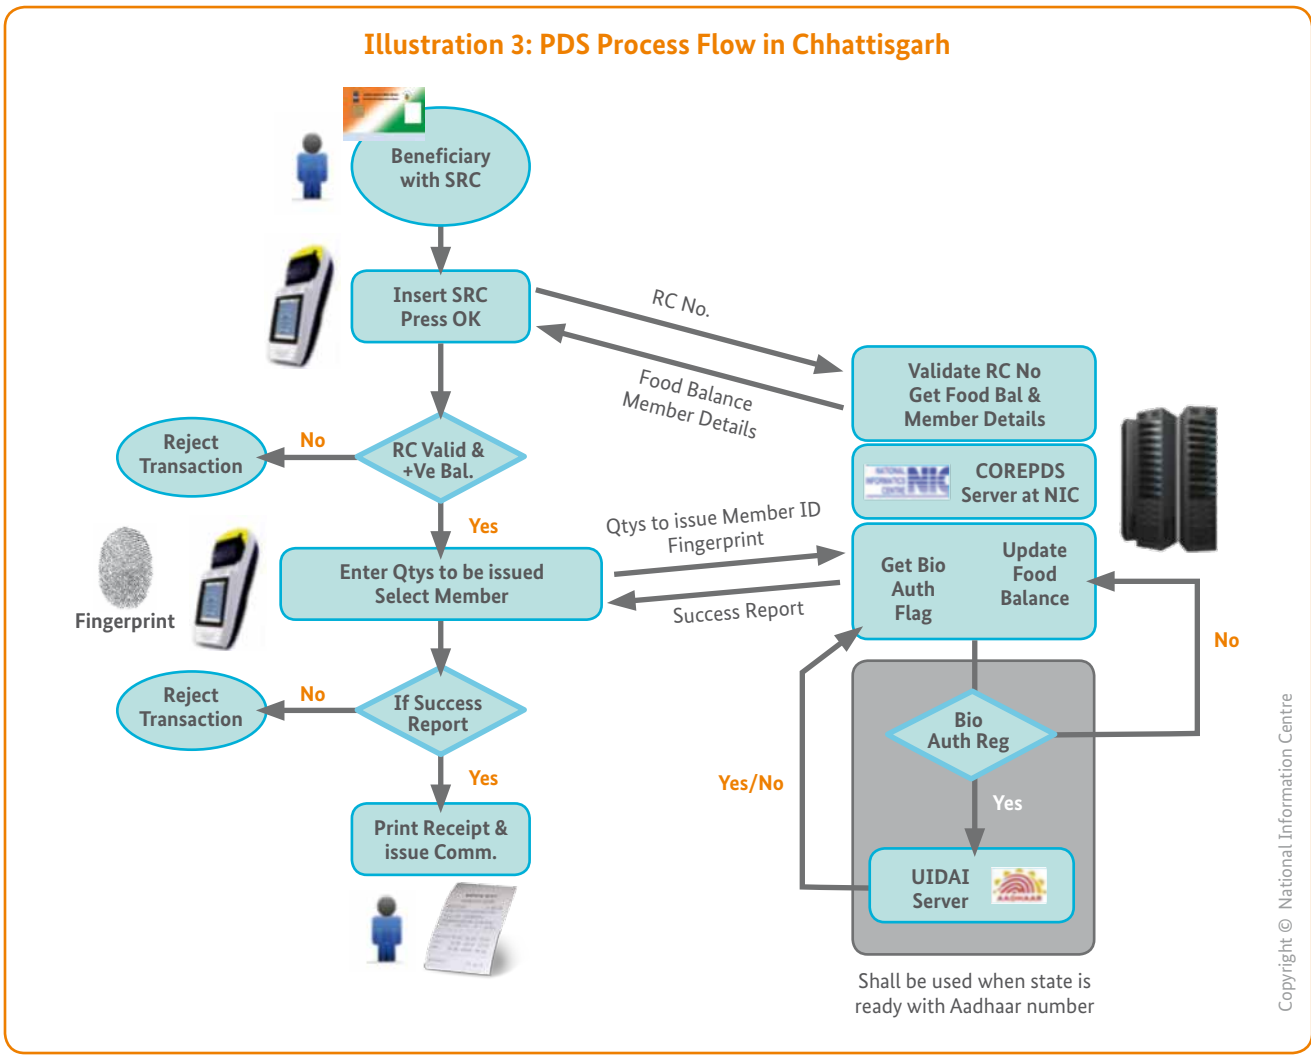 Illustration 3: PDS Process Flow in Chhattisgarh
Beneficiary
with SRC
Insert SRC
Press OK
RC No.
Food Balance
Member Details
Validate RC No
Get Food Bal &
Member Details
Reject
Transaction
No
RC Valid &
+Ve Bal.
NATIONAL
INFORMATICS
CENTRE
NIC
COREPDS
Server at NIC
Yes
Qtys to issue Member ID
Fingerprint
Enter Qtys to be issued
Select Member
Success Report
Get Bio
Auth
Flag
Update
Food
Balance
Fingerprint
No
Reject
Transaction
No
If Success
Report
Bio
Auth Reg
Yes
Yes/No
Yes
Print Receipt &
issue Comm.
UIDAI
Server
AADHAAR
Shall be used when state is
ready with Aadhaar number
Copyright © National Information Centre